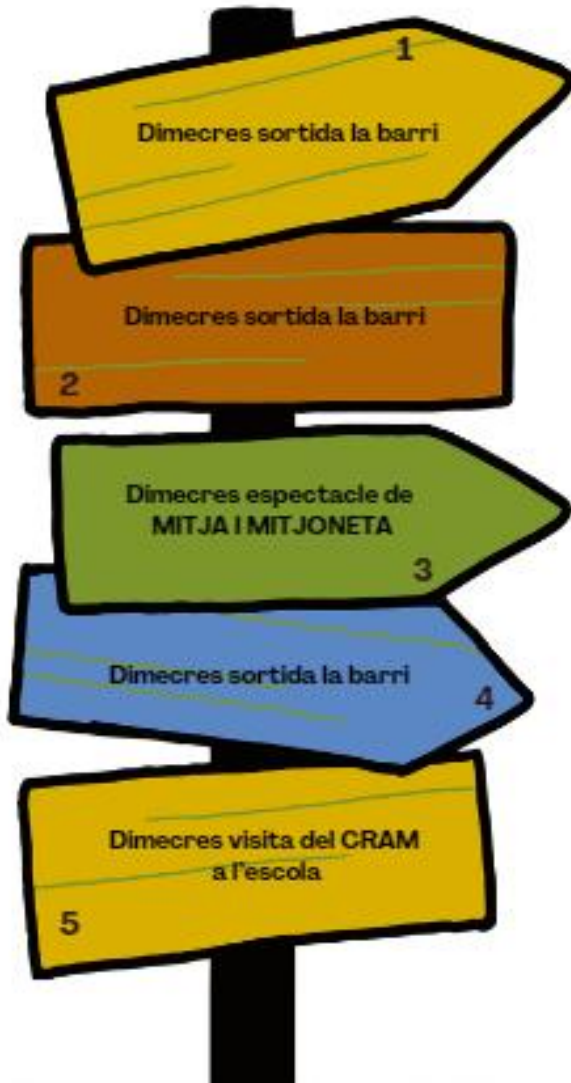 1
Dimecres sortida la barri
Dimecres sortida la barri
2
Dimecres espectacle de
MITJA I MITJONETA
3
Dimecres sortida la barri
4
Dimecres visita del CRAM
a l'escola
5